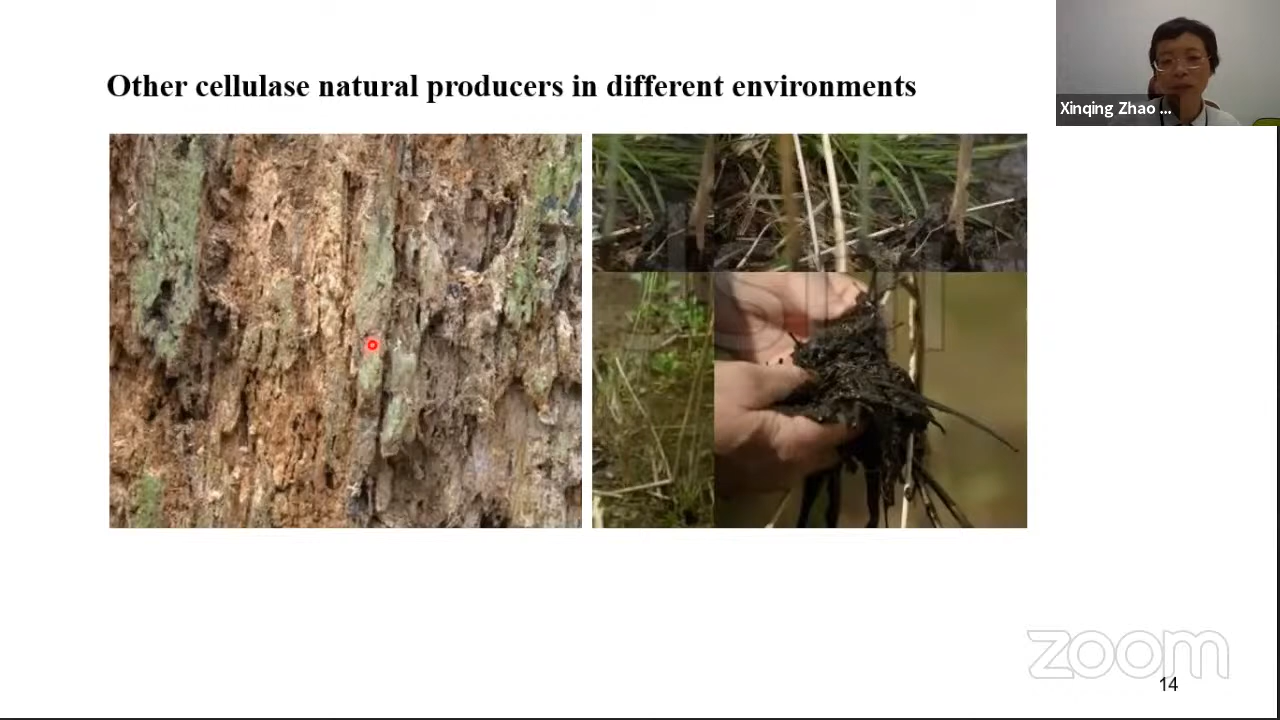 Other cellulase natural producers in different environments
Xinqing Zhao ...
zoom
14